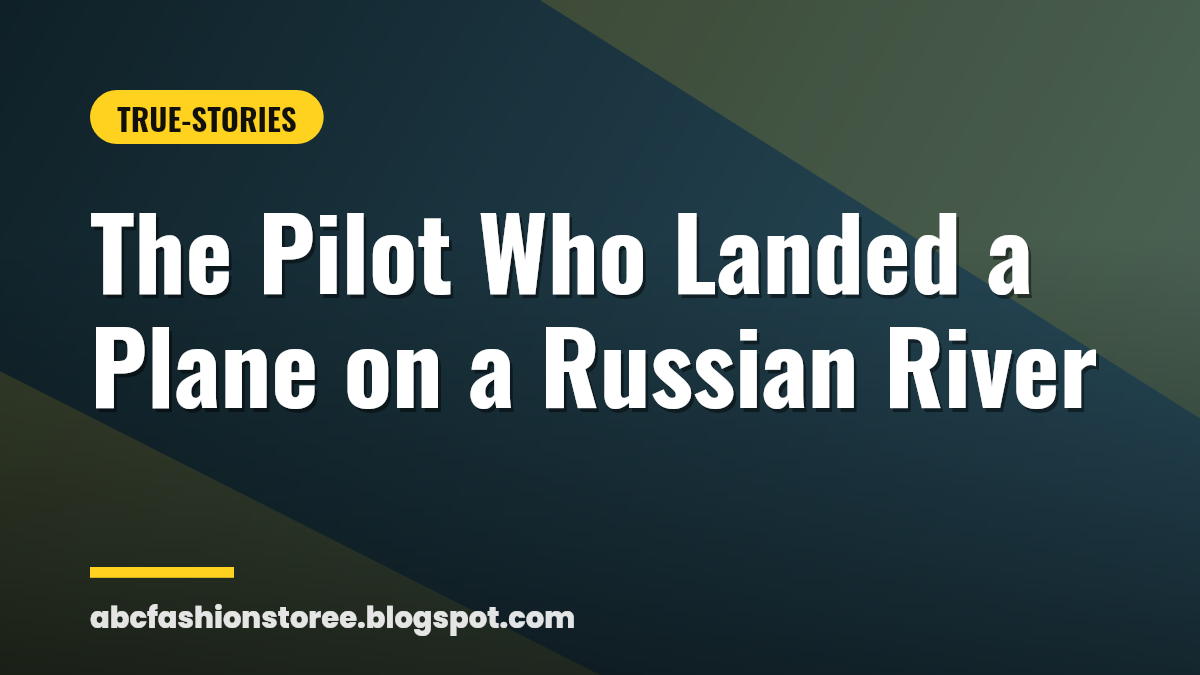 TRUE-STORIES
The Pilot Who Landed a
Plane on a Russian River
abcfashionstoree.blogspot.com